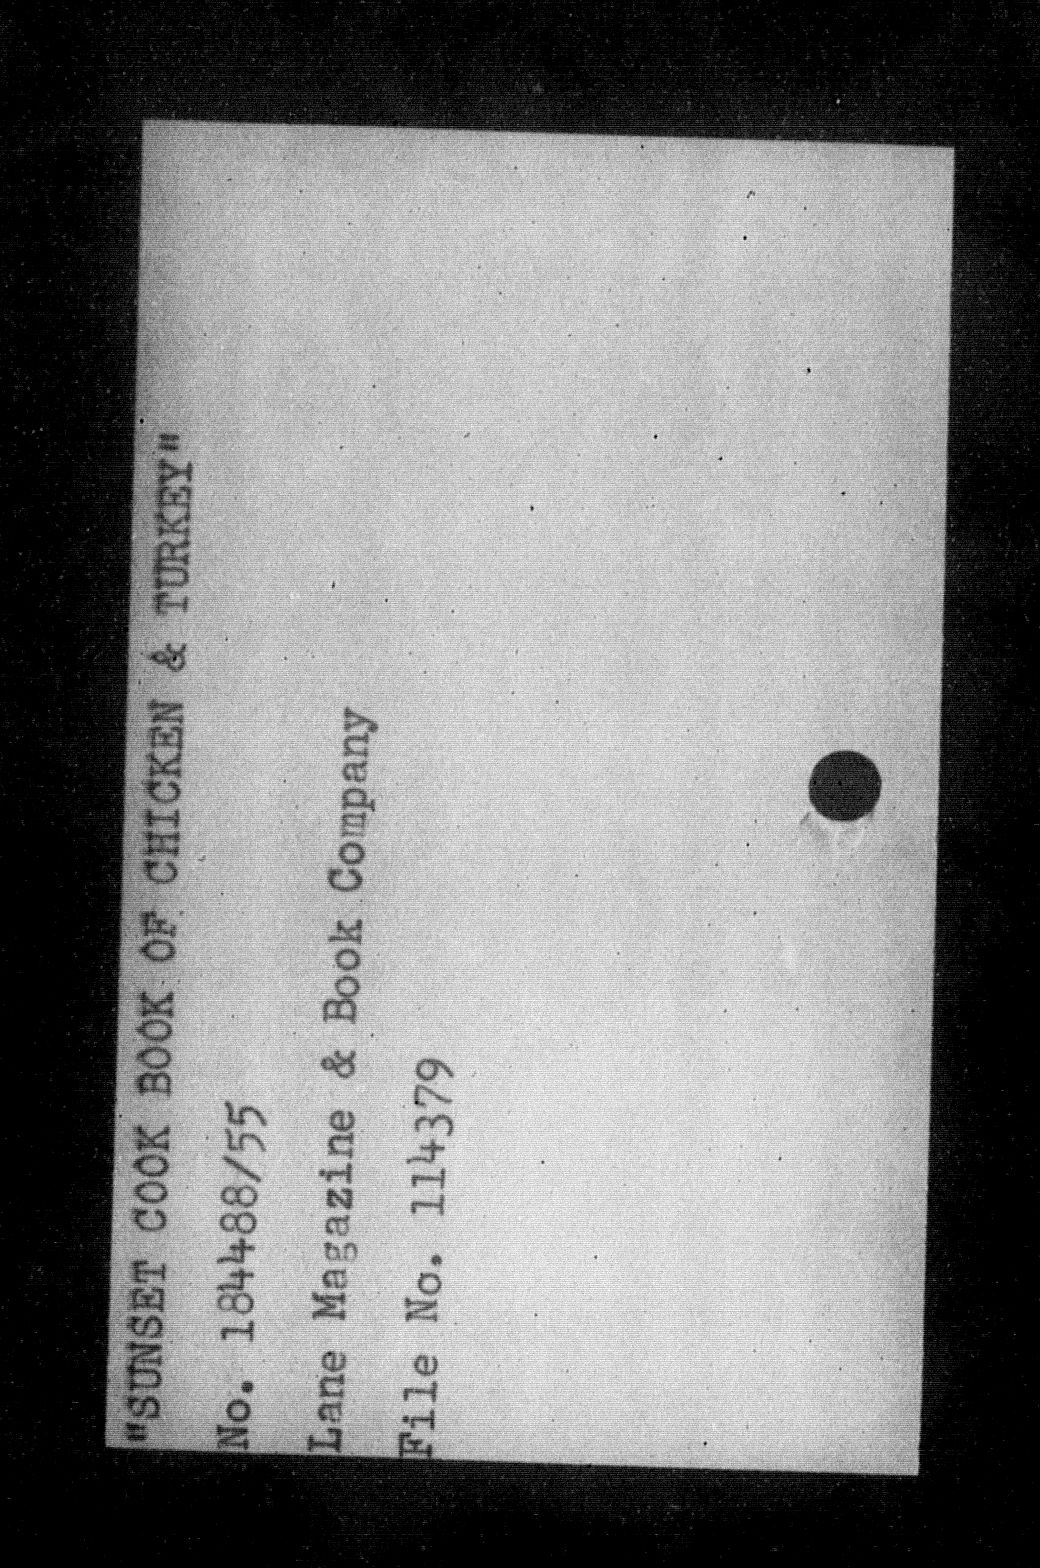 "SUNSET COOK BOOK OF CHICKEN & TURKEY"
No. 184488/55
Lane Magazine & Book Company
File No. 114379